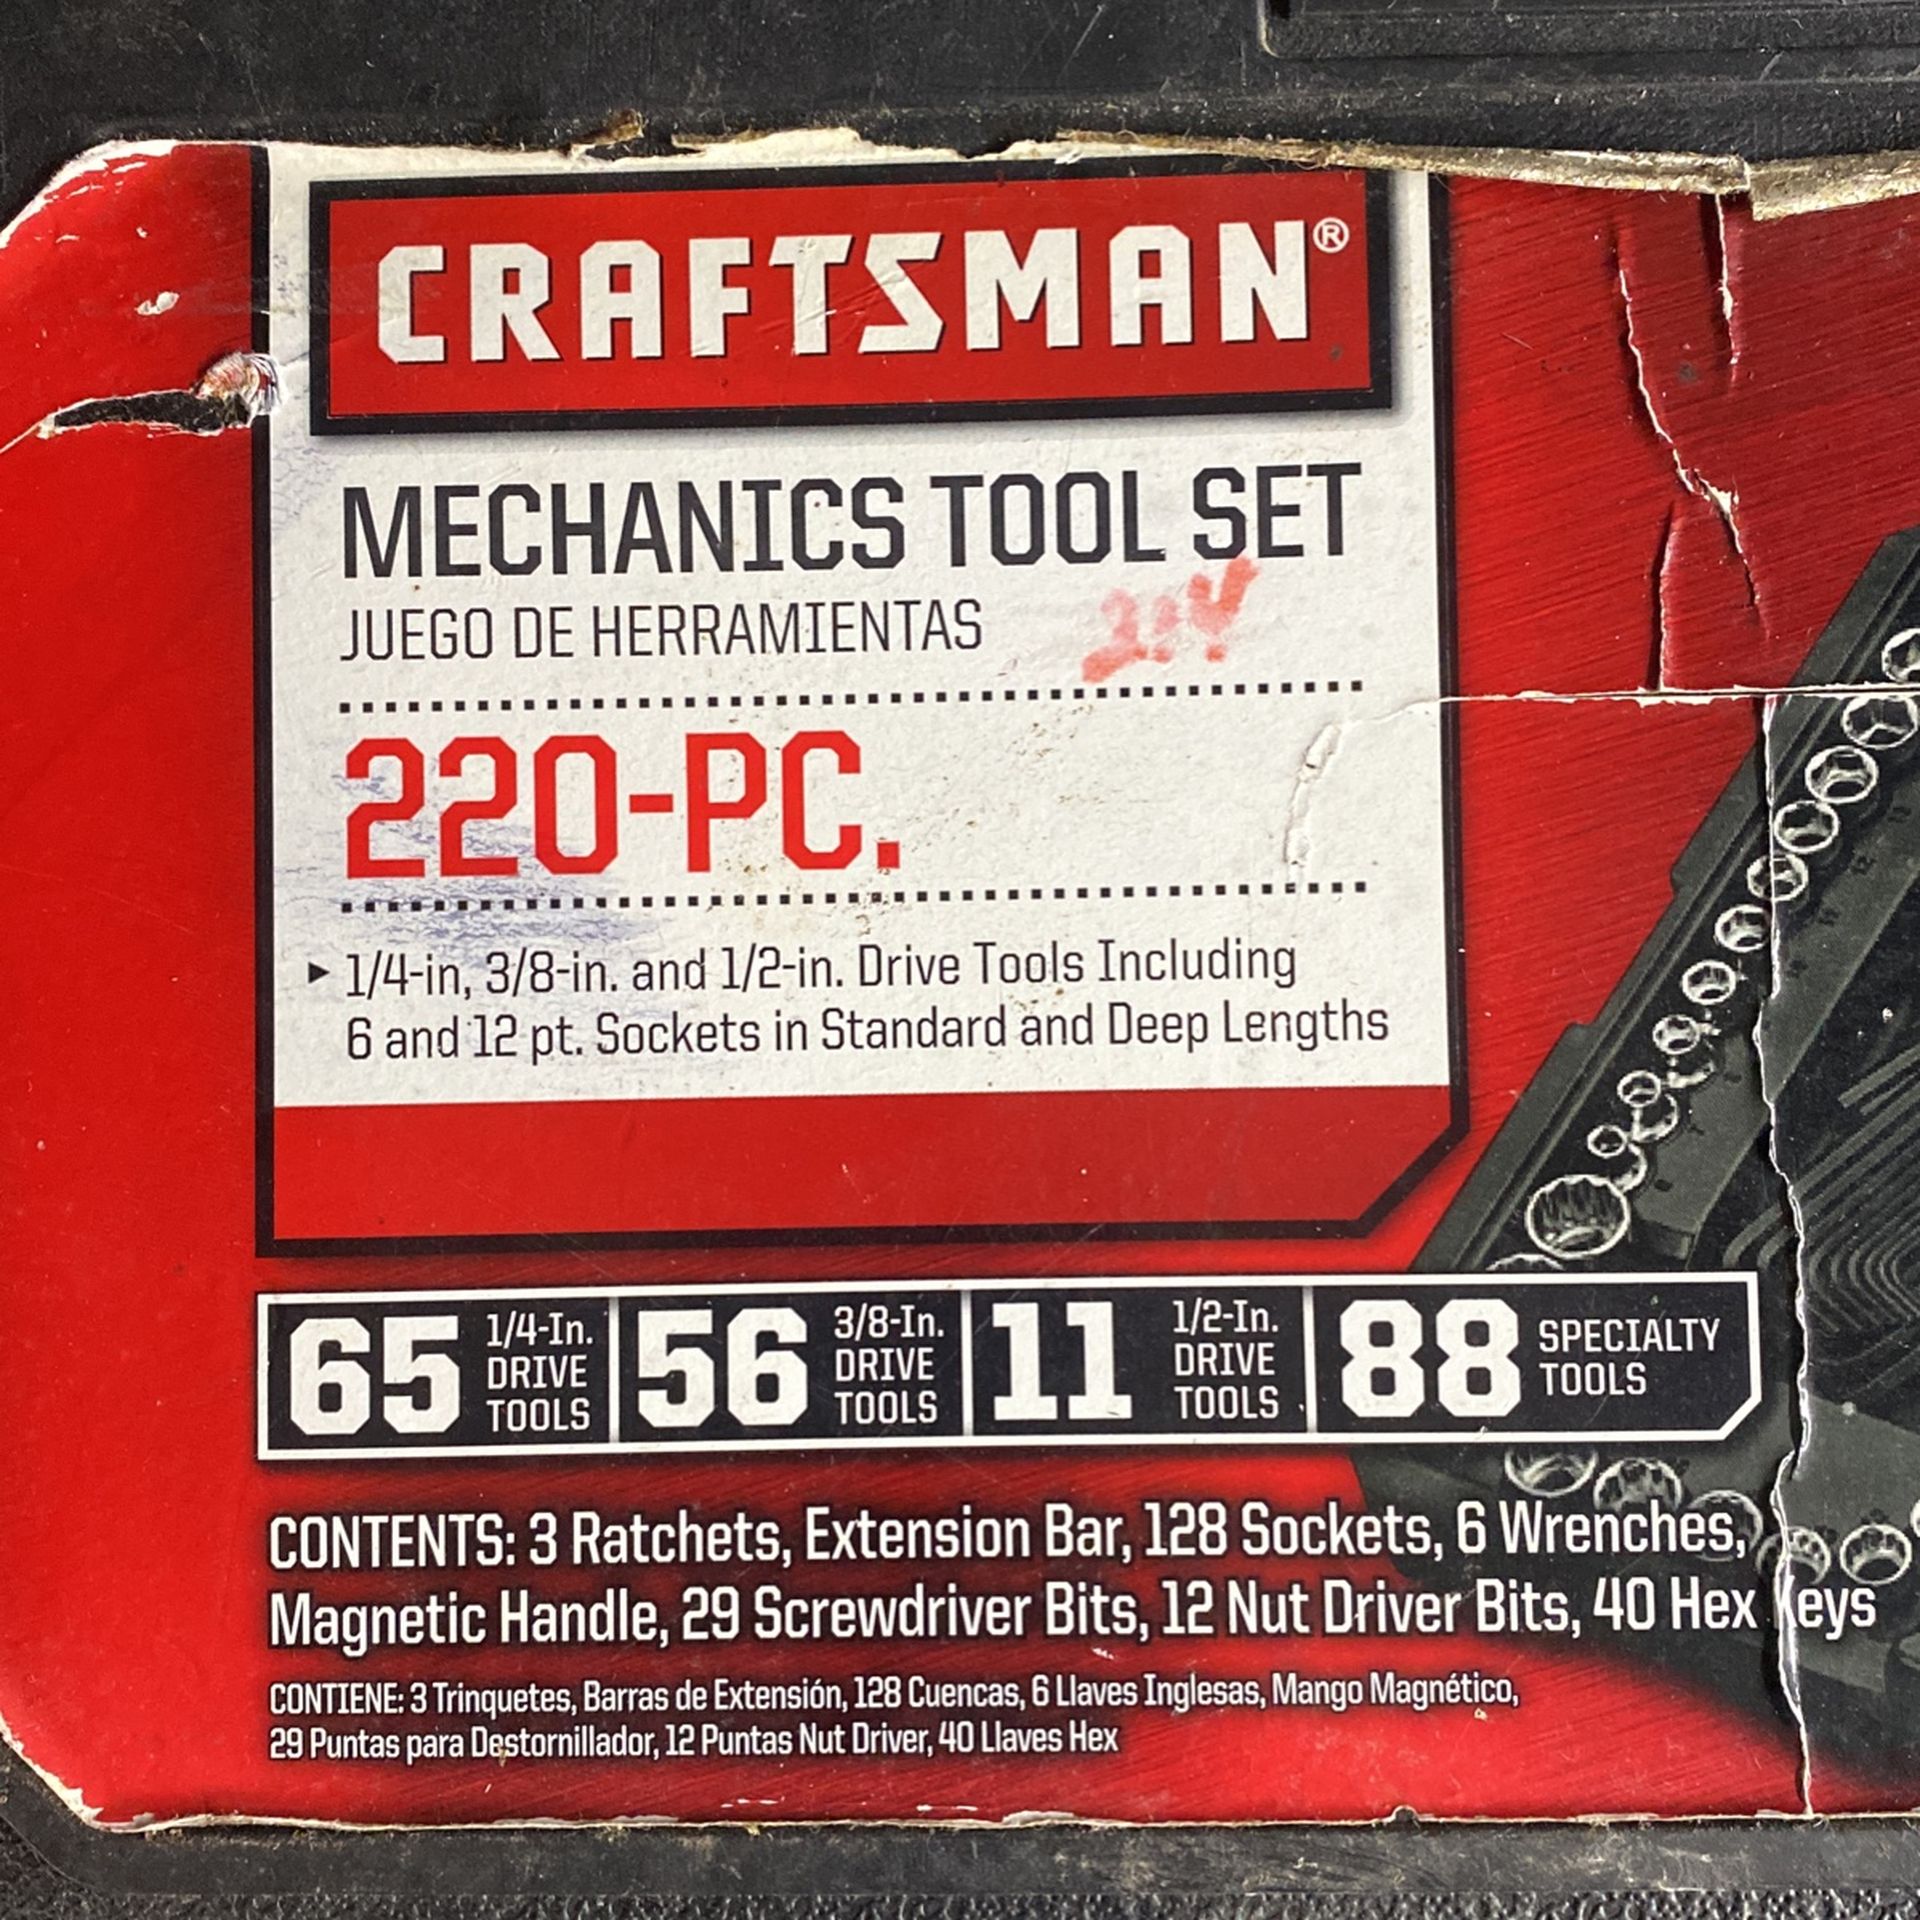 CRAFTSMAN®
MECHANICS TOOL SET
JUEGO DE HERRAMIENTAS
220-PC.
▸ 1/4-in, 3/8-in. and 1/2-in. Drive Tools Including
6 and 12 pt. Sockets in Standard and Deep Lengths
65 1/4-In. DRIVE TOOLS
56 3/8-In. DRIVE TOOLS
11 1/2-In. DRIVE TOOLS
88 SPECIALTY TOOLS
CONTENTS: 3 Ratchets, Extension Bar, 128 Sockets, 6 Wrenches,
Magnetic Handle, 29 Screwdriver Bits, 12 Nut Driver Bits, 40 Hex Keys
CONTIENE: 3 Trinquetes, Barras de Extensión, 128 Cuencas, 6 Llaves Inglesas, Mango Magnético,
29 Puntas para Destornillador, 12 Puntas Nut Driver, 40 Llaves Hex